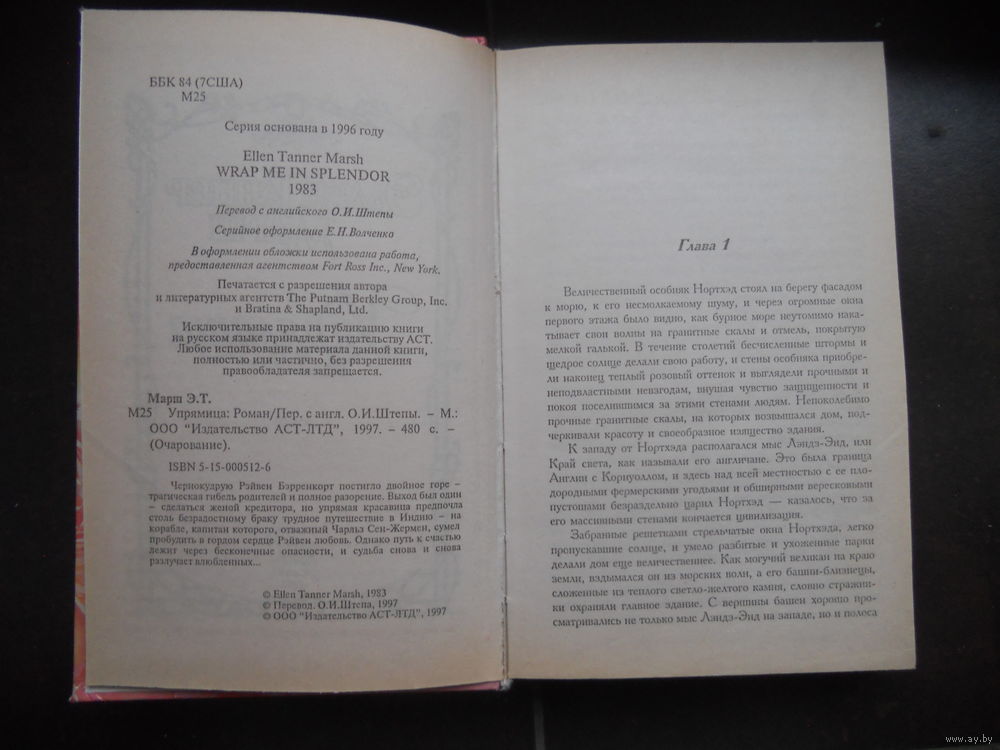 ББК 84 (7США)
М25
Серия основана в 1996 году
Ellen Tanner Marsh
WRAP ME IN SPLENDOR
1983
Перевод с английского О.И.Штепы
Серийное оформление Е.Н.Волченко
В оформлении обложки использована работа,
предоставленная агентством Fort Ross Inc., New York.
Печатается с разрешения автора
и литературных агентств The Putnam Berkley Group, Inc.
и Bratina & Shapland, Ltd.
Исключительные права на публикацию книги
на русском языке принадлежат издательству АСТ.
Любое использование материала данной книги,
полностью или частично, без разрешения
правообладателя запрещается.
Марш Э.Т.
М25 Упрямица: Роман/Пер. с англ. О.И.Штепы. – М.:
ООО "Издательство АСТ-ЛТД", 1997. – 480 с. –
(Очарование).
ISBN 5-15-000512-6
Чернокудрую Рэйвен Бэрренкорт постигло двойное горе –
трагическая гибель родителей и полное разорение. Выход был один
– сделаться женой кредитора, но упрямая красавица предпочла
столь безрадостному браку трудное путешествие в Индию – на
корабле, капитан которого, отважный Чарльз Сен-Жермен, сумел
пробудить в гордом сердце Рэйвен любовь. Однако путь к счастью
лежит через бесконечные опасности, и судьба снова и снова
разлучает влюбленных...
© Ellen Tanner Marsh, 1983
© Перевод. О.И.Штепа, 1997
© ООО "Издательство АСТ-ЛТД", 1997
Глава 1
Величественный особняк Нортхэд стоял на берегу фасадом
к морю, к его несмолкаемому шуму, и через огромные окна
первого этажа было видно, как бурное море неутомимо нака-
тывает свои волны на гранитные скалы и отмель, покрытую
мелкой галькой. В течение столетий бесчисленные штормы и
щедрое солнце делали свою работу, и стены особняка приобре-
ли наконец теплый розовый оттенок и выглядели прочными и
неподвластными невзгодам, внушая чувство защищенности и
покоя поселившимся за этими стенами людям. Непоколебимо
прочные гранитные скалы, на которых возвышался дом, под-
черкивали красоту и своеобразное изящество здания.
К западу от Нортхэда располагался мыс Лэндз-Энд, или
Край света, как называли его англичане. Это была граница
Англии с Корнуоллом, и здесь над всей местностью с ее пло-
дородными фермерскими угодьями и обширными вересковыми
пустошами безраздельно царил Нортхэд — казалось, что за
его массивными стенами кончается цивилизация.
Забранные решетками стрельчатые окна Нортхэда, легко
пропускавшие солнце, и умело разбитые и ухоженные парки
делали дом еще величественнее. Как могучий великан на краю
земли, вздымался он из морских волн, а его башни-близнецы,
сложенные из теплого светло-желтого камня, словно стражни-
ки охраняли главное здание. С вершины башен хорошо про-
сматривались не только мыс Лэндз-Энд на западе, но и полоса
www.ay.by